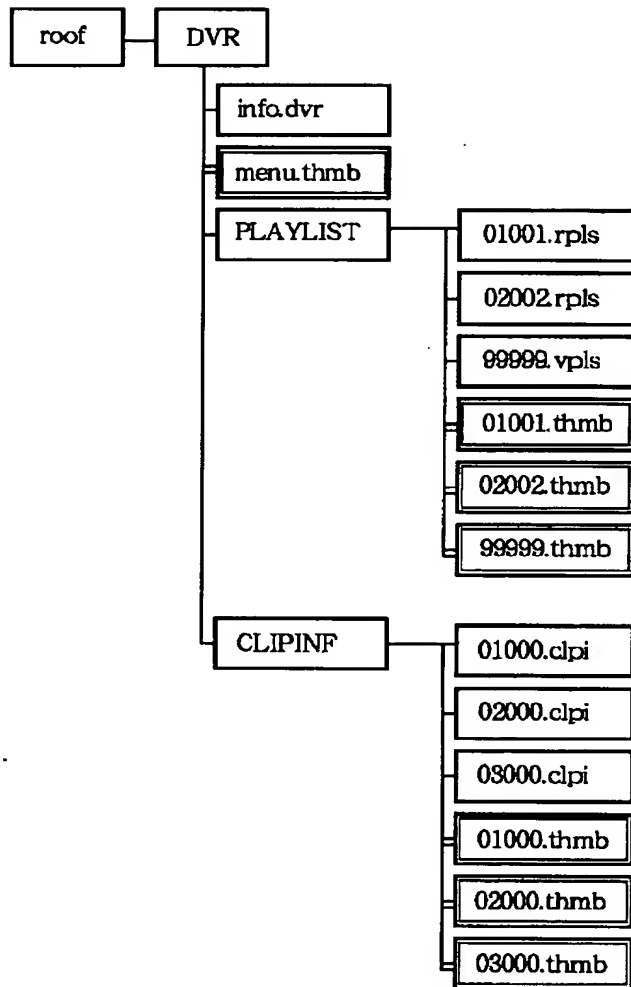 roof
DVR
info.dvr
menu.thmb
PLAYLIST
01001.rpls
02002.rpls
99999.vpls
01001.thmb
02002.thmb
99999.thmb
CLIPINF
01000.clpi
02000.clpi
03000.clpi
01000.thmb
02000.thmb
03000.thmb